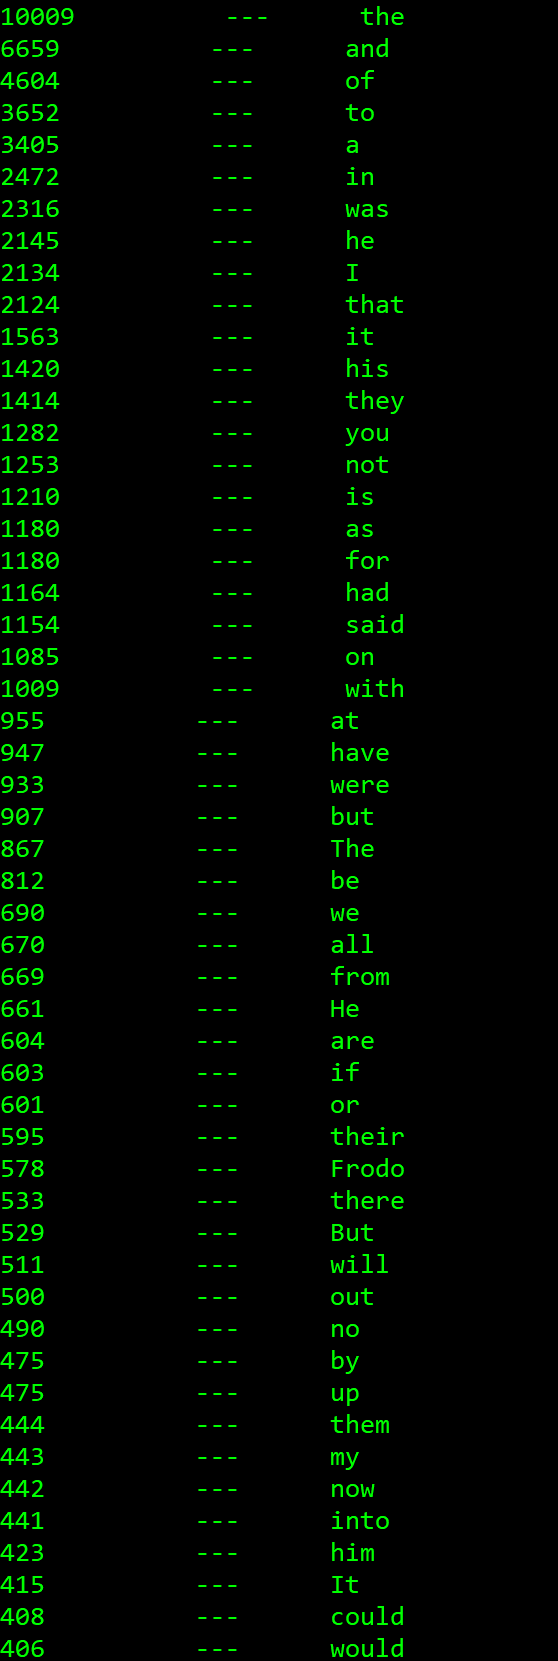 10009 --- the
6659 --- and
4604 --- of
3652 --- to
3405 --- a
2472 --- in
2316 --- was
2145 --- he
2134 --- I
2124 --- that
1563 --- it
1420 --- his
1414 --- they
1282 --- you
1253 --- not
1210 --- is
1180 --- as
1180 --- for
1164 --- had
1154 --- said
1085 --- on
1009 --- with
955 --- at
947 --- have
933 --- were
907 --- but
867 --- The
812 --- be
690 --- we
670 --- all
669 --- from
661 --- He
604 --- are
603 --- if
601 --- or
595 --- their
578 --- Frodo
533 --- there
529 --- But
511 --- will
500 --- out
490 --- no
475 --- by
475 --- up
444 --- them
443 --- my
442 --- now
441 --- into
423 --- him
415 --- It
408 --- could
406 --- would